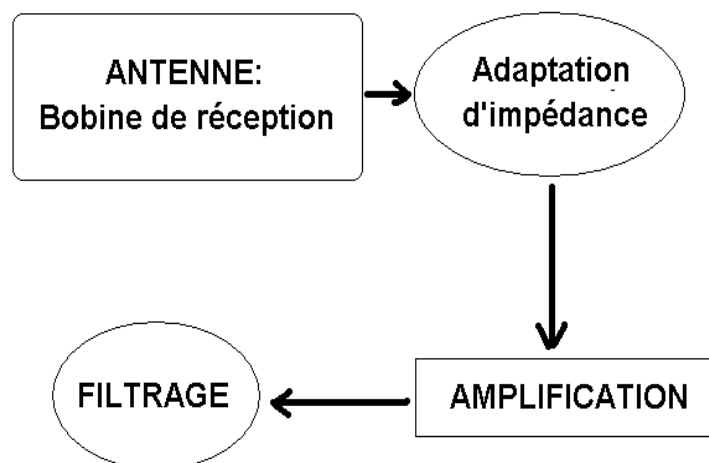 ANTENNE:
Bobine de réception
Adaptation
d'impédance
AMPLIFICATION
FILTRAGE